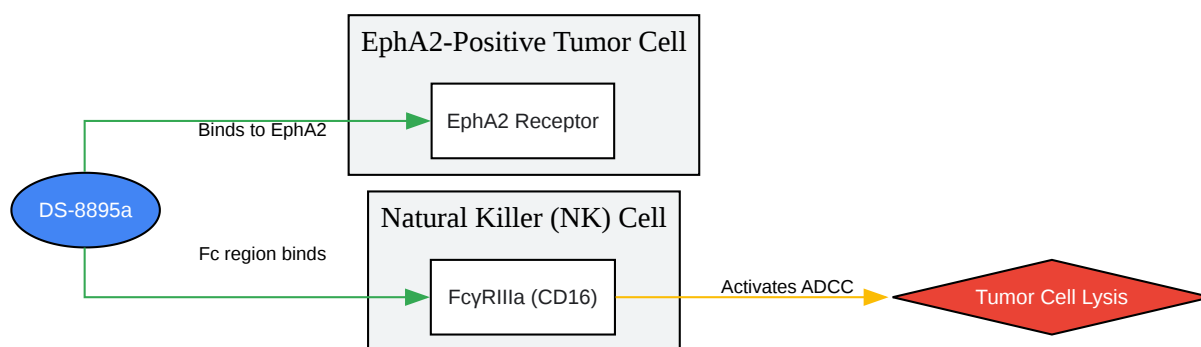 EphA2-Positive Tumor Cell
EphA2 Receptor
Binds to EphA2
DS-8895a
Natural Killer (NK) Cell
Fc region binds
FcγRIIIa (CD16)
Activates ADCC
Tumor Cell Lysis